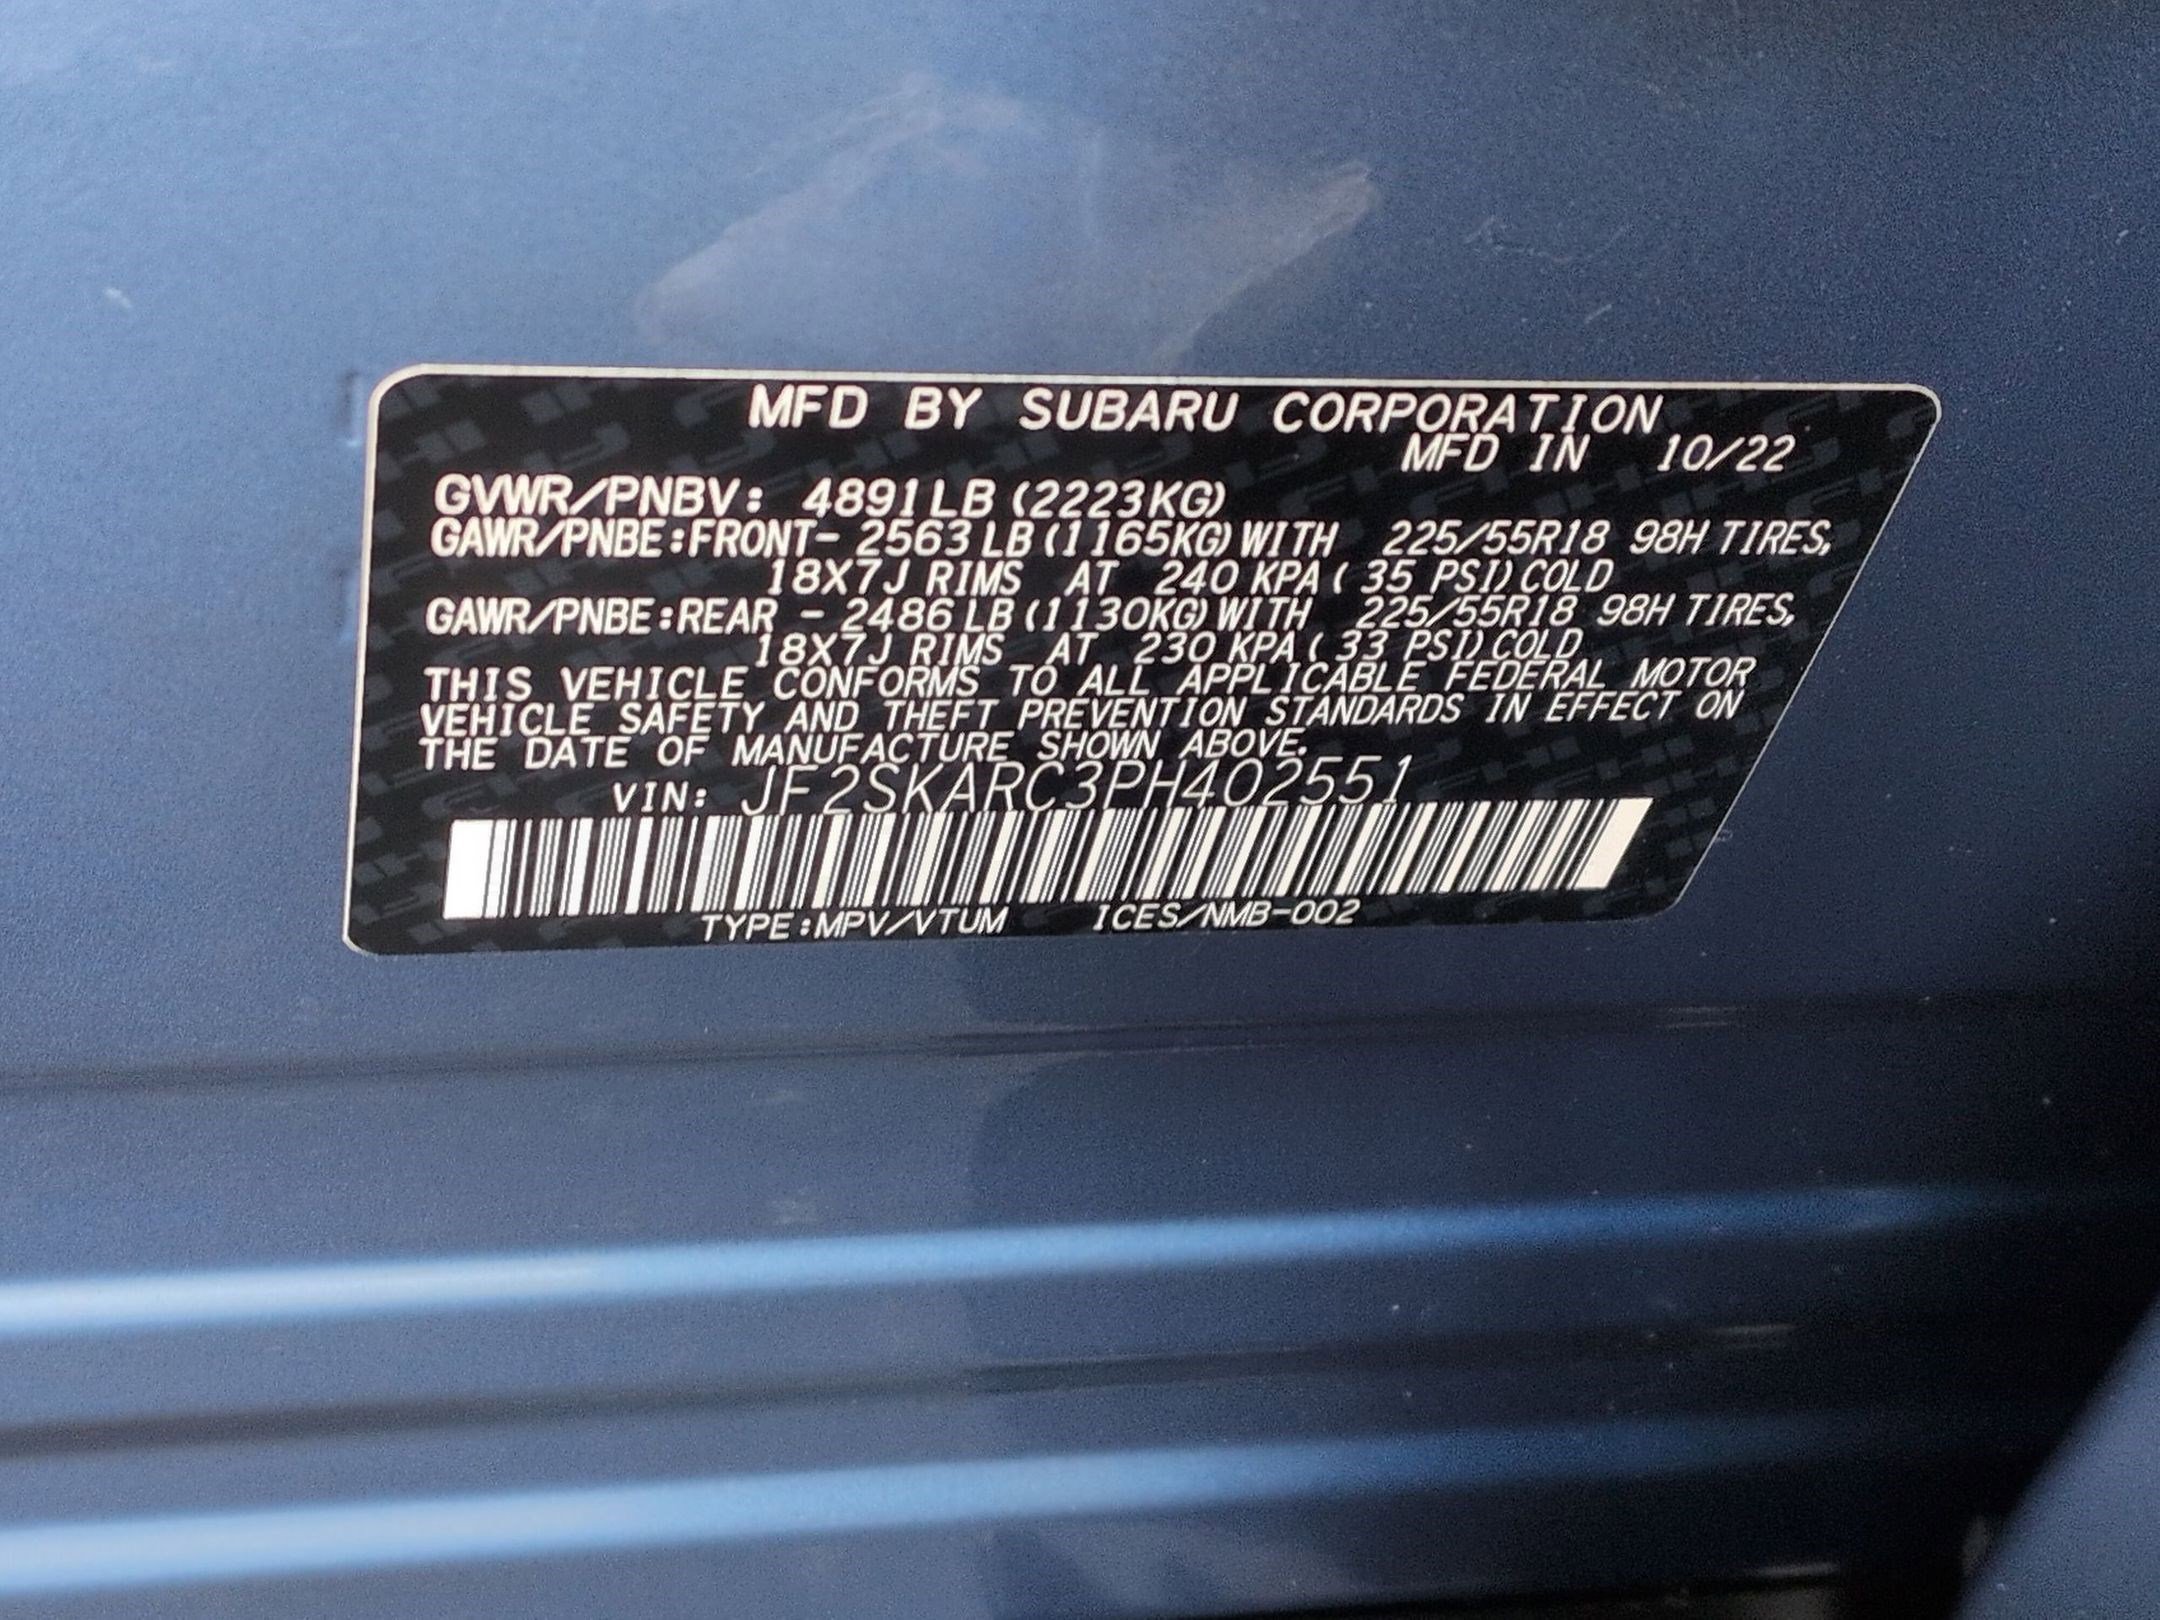 MFD BY SUBARU CORPORATION
MFD IN 10/22
GVWR/PNBV: 4891LB (2223KG)
GAWR/PNBE:FRONT- 2563 LB (1165KG) WITH 225/55R18 98H TIRES,
18X7J RIMS AT 240 KPA ( 35 PSI) COLD
GAWR/PNBE:REAR - 2486 LB (1130KG) WITH 225/55R18 98H TIRES,
18X7J RIMS AT 230 KPA ( 33 PSI) COLD
THIS VEHICLE CONFORMS TO ALL APPLICABLE FEDERAL MOTOR
VEHICLE SAFETY AND THEFT PREVENTION STANDARDS IN EFFECT ON
THE DATE OF MANUFACTURE SHOWN ABOVE.
VIN: JF2SKARC3PH402551
TYPE:MPV/VTUM ICES/NMB-002